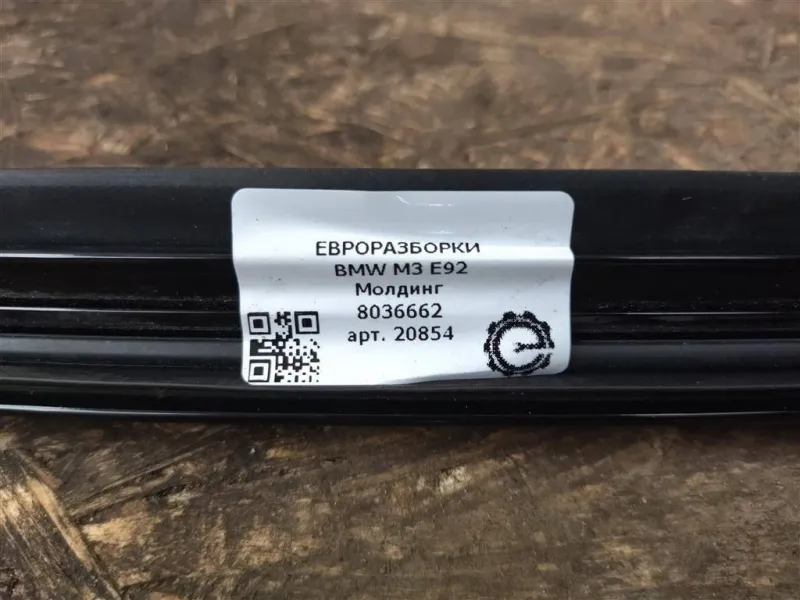 ЕВРОРАЗБОРКИ
BMW M3 E92
Молдинг
8036662
арт. 20854